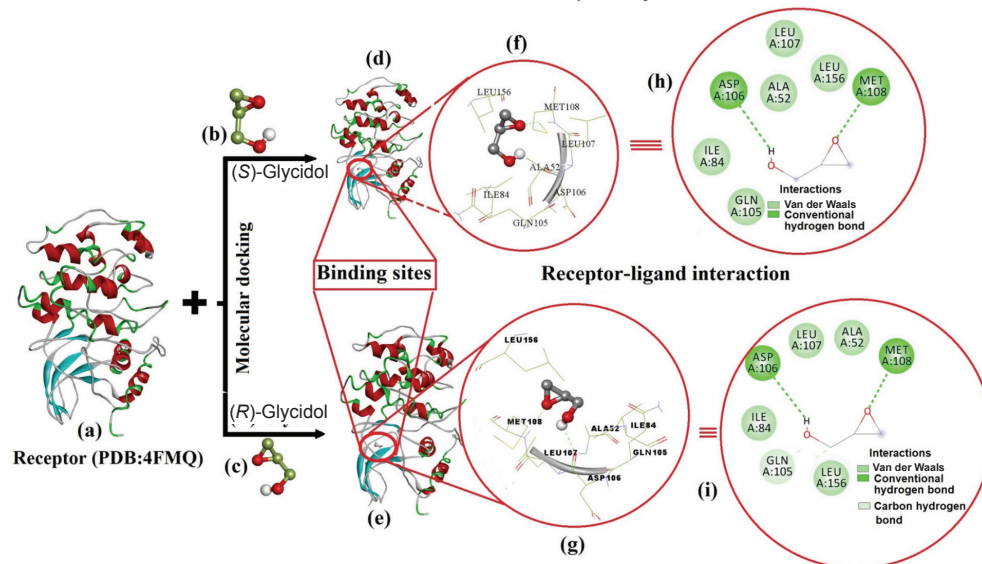 (d)
(f)
(h)
LEU
A:107
LEU
A:156
MET
A:108
ASP
A:106
ALA
A:52
ILE
A:84
H
O
O
GLN
A:105
Interactions
Van der Waals
Conventional
hydrogen bond
LEU156
MET108
LEU107
ALA52
ILE84
ASP106
GLN105
(b)
(S)-Glycidol
Molecular docking
Binding sites
Receptor-ligand interaction
(a)
Receptor (PDB:4FMQ)
(R)-Glycidol
(c)
(e)
LEU156
MET108
ALA52
ILE84
LEU107
GLN105
ASP106
(g)
(i)
LEU
A:107
ALA
A:52
ASP
A:106
MET
A:108
ILE
A:84
H
O
O
GLN
A:105
LEU
A:156
Interactions
Van der Waals
Conventional
hydrogen bond
Carbon hydrogen
bond